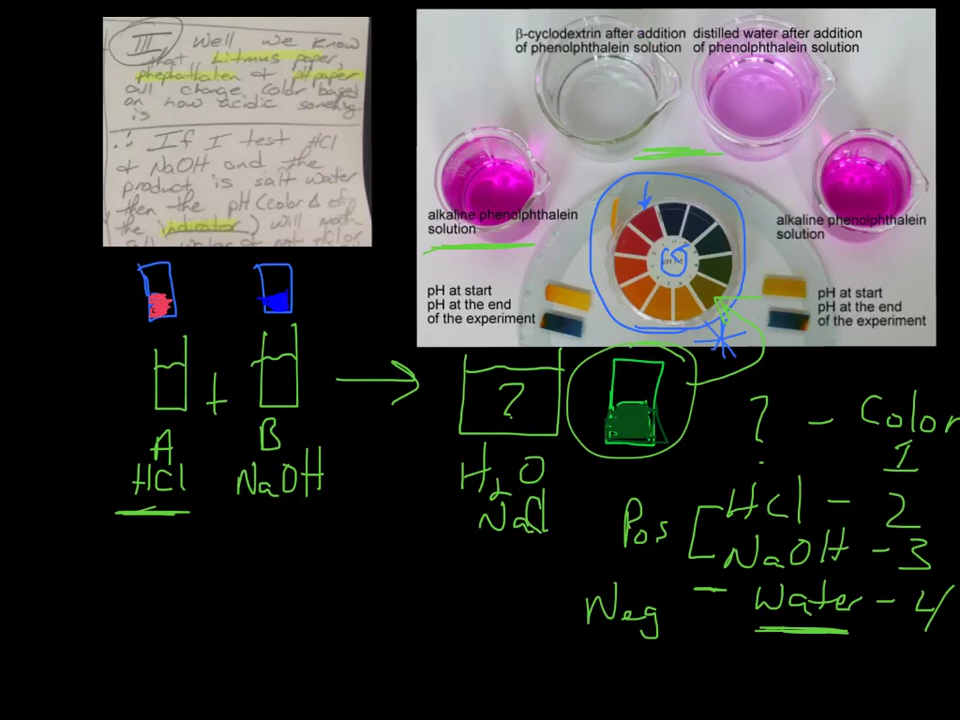 III Well we know
that Litmus paper,
phephattalien & pH paper
will change color based
on how acidic something
is
∴ If I test HCl
& NaOH and the
product is salt water
then the pH (color Δ of
the indicator) will
β-cyclodextrin after addition
of phenolphthalein solution
distilled water after addition
of phenolphthalein solution
alkaline phenolphthalein
solution
alkaline phenolphthalein
solution
pH at start
pH at the end
of the experiment
pH at start
pH at the end
of the experiment
A + B → ?
HCl
NaOH
H₂O
NaCl
? - Color
1
Pos [ HCl - 2
NaOH - 3
Neg - Water - 4